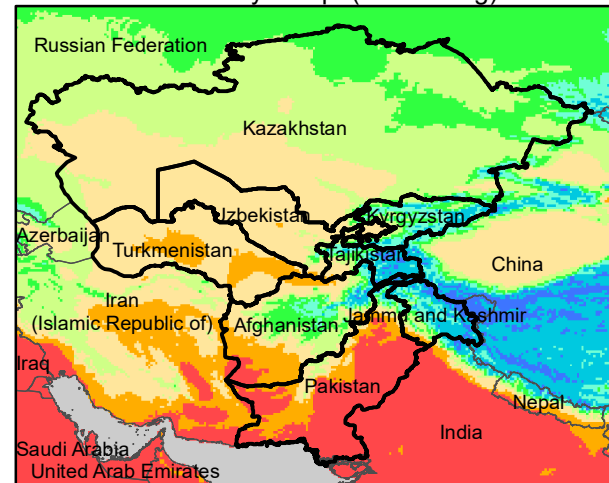 Russian Federation
Kazakhstan
Uzbekistan
Kyrgyzstan
Azerbaijan
Turkmenistan
Tajikistan
China
Iran
(Islamic Republic of)
Afghanistan
Jammu and Kashmir
Iraq
Pakistan
Nepal
India
Saudi Arabia
United Arab Emirates